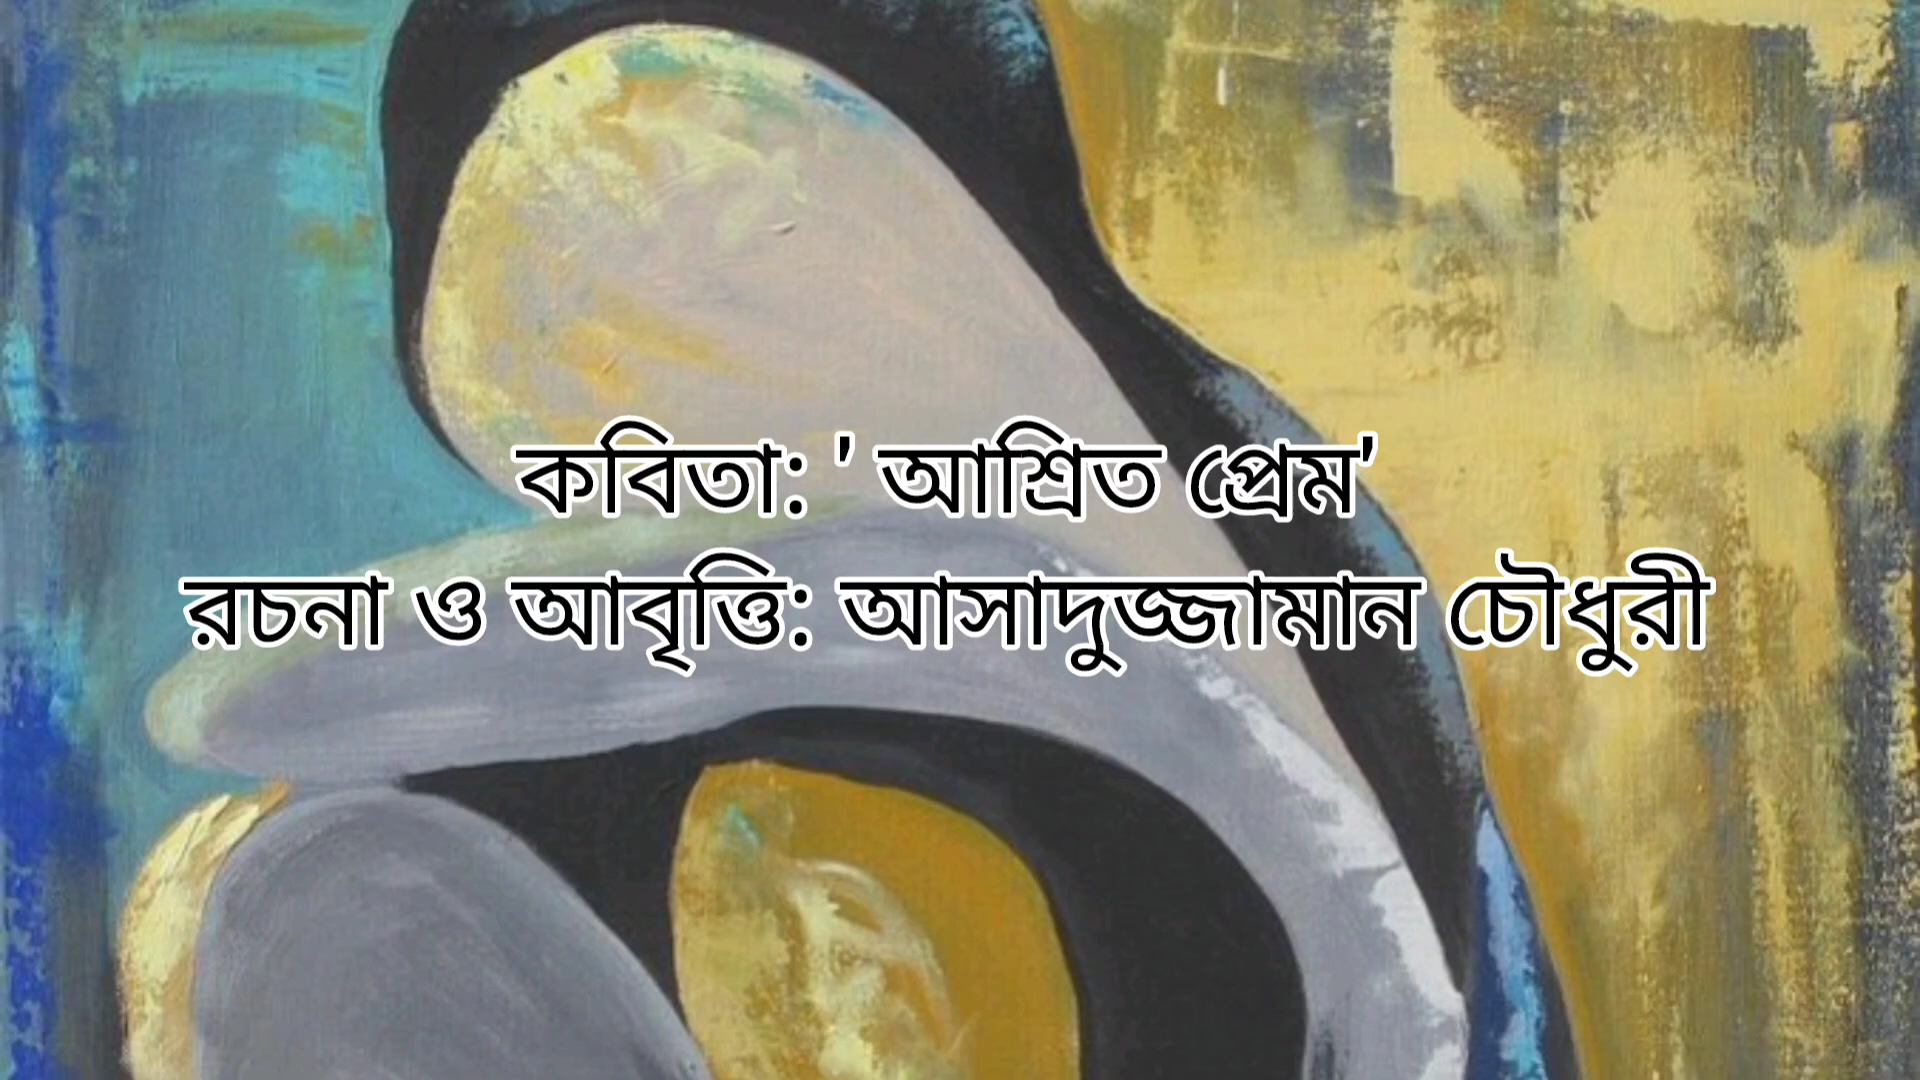 কবিতা: ' আশ্রিত প্রেম'
রচনা ও আবৃত্তি: আসাদুজ্জামান চৌধুরী